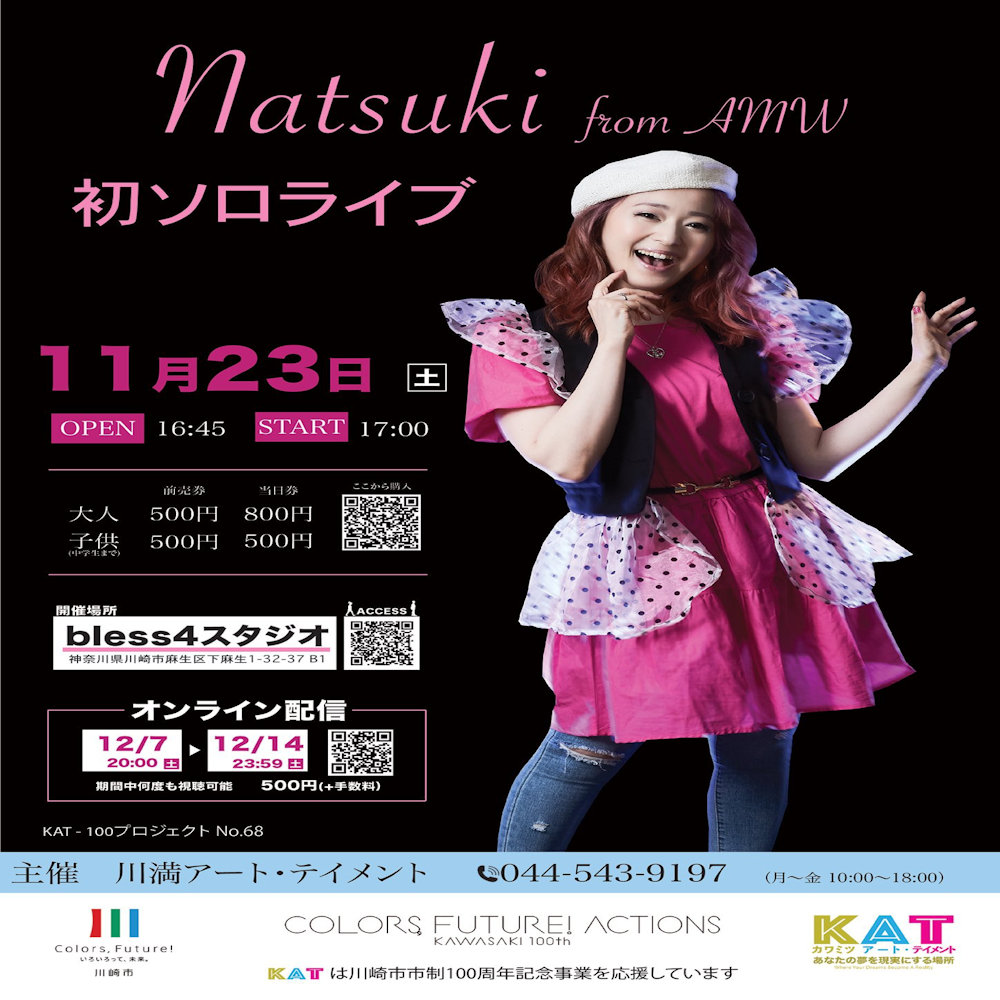 Natsuki from AMW
初ソロライブ
11月23日 土
OPEN 16:45 START 17:00
前売券 当日券 ここから購入
大人 500円 800円
子供 500円 500円
(中学生まで)
開催場所
ACCESS
bless4スタジオ
神奈川県川崎市麻生区下麻生1-32-37 B1
オンライン配信
12/7 ▶ 12/14
20:00 土 23:59 土
期間中何度も視聴可能 500円(+手数料)
KAT - 100プロジェクト No.68
主催 川満アート・テイメント 044-543-9197 (月〜金 10:00〜18:00)
Colors, Future!
いろいろって、未来。
川崎市
COLORS, FUTURE! ACTIONS
KAWASAKI 100th
KAT は川崎市市制100周年記念事業を応援しています
KAT
カワミツ アート・テイメント
あなたの夢を現実にする場所
Where Your Dreams Become A Reality